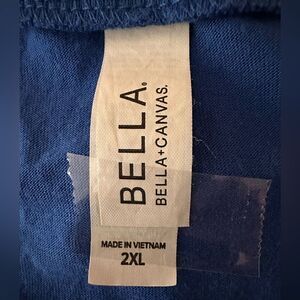 BELLA.
BELLA+CANVAS.
MADE IN VIETNAM
2XL